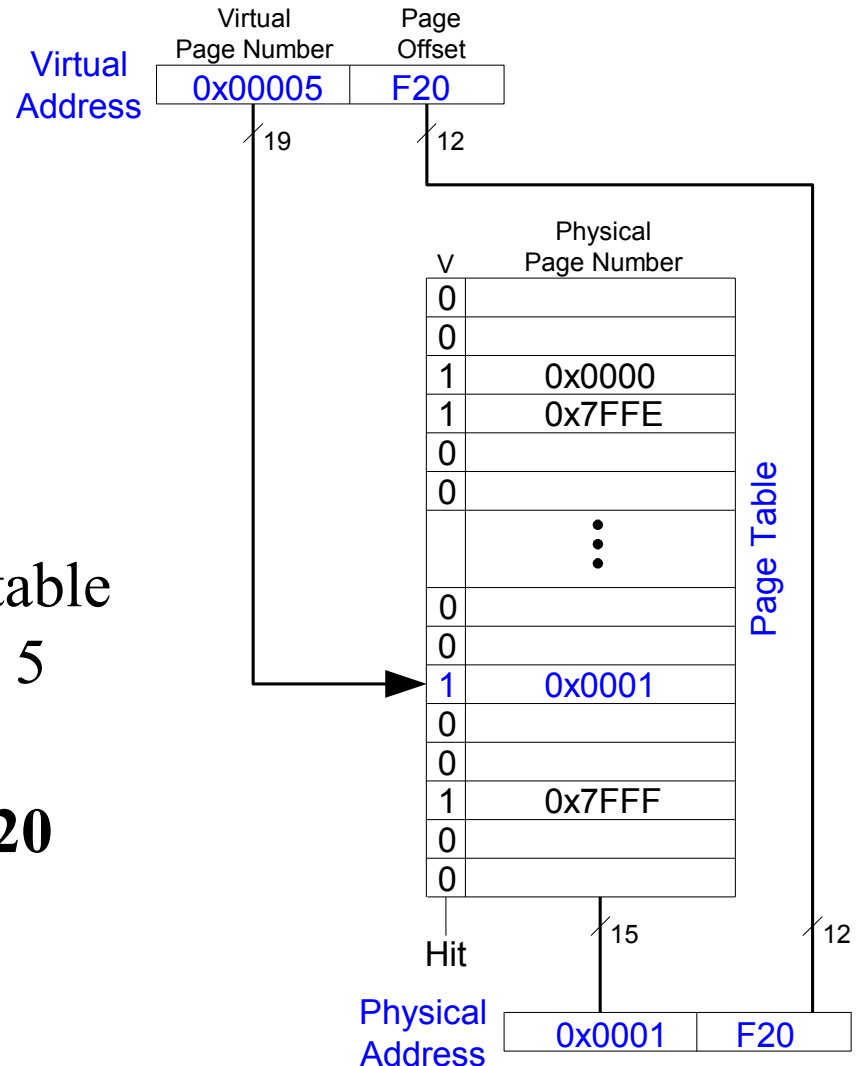 Virtual
Page Number
Page
Offset
Virtual
Address
0x00005 F20
19 12
Physical
V Page Number
0
0
1 0x0000
1 0x7FFE
0
0
Page Table
table
0
5
0
1 0x0001
0
0
1 0x7FFF
20
0
0
15 12
Hit
Physical
Address
0x0001 F20